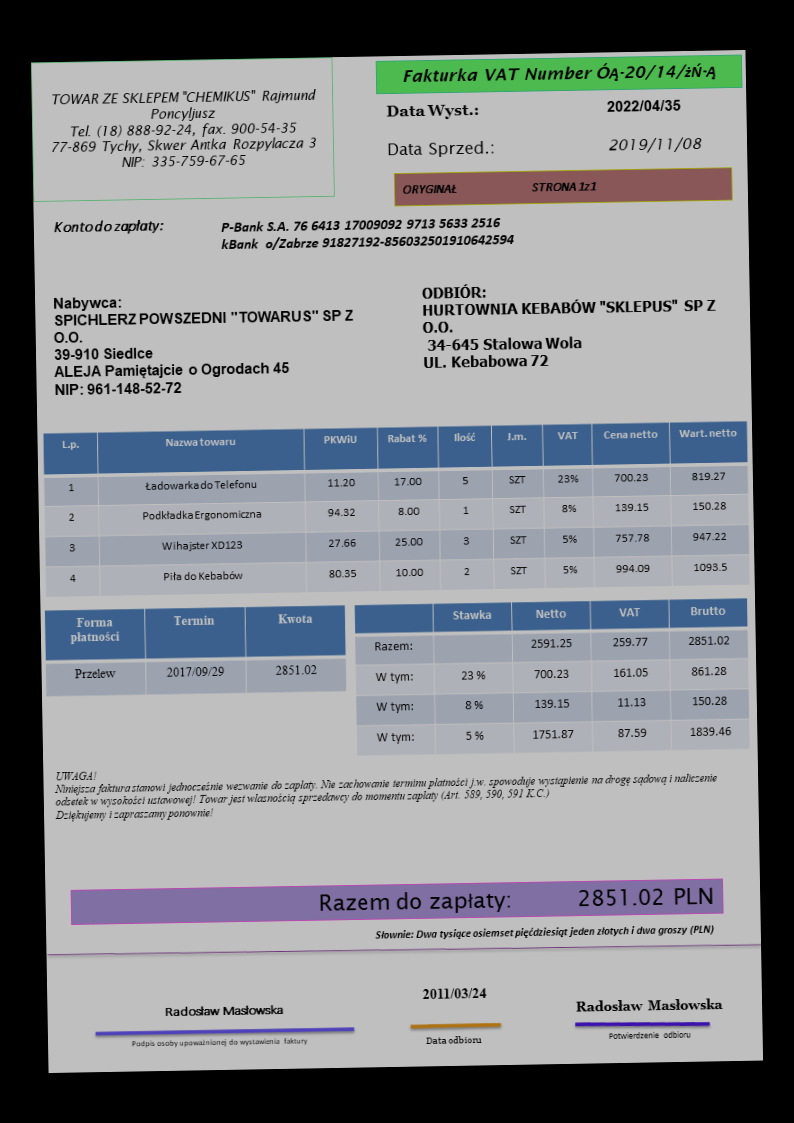 TOWAR ZE SKLEPEM "CHEMIKUS" Rajmund
Poncyljusz
Tel. (18) 888-92-24, fax. 900-54-35
77-869 Tychy, Skwer Antka Rozpylacza 3
NIP: 335-759-67-65
Fakturka VAT Number ÓĄ-20/14/żŃ-Ą
Data Wyst.: 2022/04/35
Data Sprzed.: 2019/11/08
ORYGINAŁ STRONA 1z1
Konto do zapłaty: P-Bank S.A. 76 6413 17009092 9713 5633 2516
kBank o/Zabrze 91827192-856032501910642594
Nabywca:
SPICHLERZ POWSZEDNI "TOWARUS" SP Z
O.O.
39-910 Siedlce
ALEJA Pamiętajcie o Ogrodach 45
NIP: 961-148-52-72
ODBIÓR:
HURTOWNIA KEBABÓW "SKLEPUS" SP Z
O.O.
34-645 Stalowa Wola
UL. Kebabowa 72
L.p. Nazwa towaru PKWiU Rabat % Ilość J.m. VAT Cena netto Wart. netto
1 Ładowarka do Telefonu 11.20 17.00 5 SZT 23% 700.23 819.27
2 Podkładka Ergonomiczna 94.32 8.00 1 SZT 8% 139.15 150.28
3 Wihajster XD123 27.66 25.00 3 SZT 5% 757.78 947.22
4 Piła do Kebabów 80.35 10.00 2 SZT 5% 994.09 1093.5
Forma płatności Termin Kwota
Przelew 2017/09/29 2851.02
Stawka Netto VAT Brutto
Razem: 2591.25 259.77 2851.02
W tym: 23 % 700.23 161.05 861.28
W tym: 8 % 139.15 11.13 150.28
W tym: 5 % 1751.87 87.59 1839.46
UWAGA!
Niniejsza faktura stanowi jednocześnie wezwanie do zapłaty. Nie zachowanie terminu płatności j.w. spowoduje wystąpienie na drogę sądową i naliczenie
odsetek w wysokości ustawowej! Towar jest własnością sprzedawcy do momentu zapłaty (Art. 589, 590, 591 K.C.)
Dziękujemy i zapraszamy ponownie!
Razem do zapłaty: 2851.02 PLN
Słownie: Dwa tysiące osiemset pięćdziesiąt jeden złotych i dwa groszy (PLN)
Radosław Masłowska
Podpis osoby upoważnionej do wystawienia faktury
2011/03/24
Data odbioru
Radosław Masłowska
Potwierdzenie odbioru